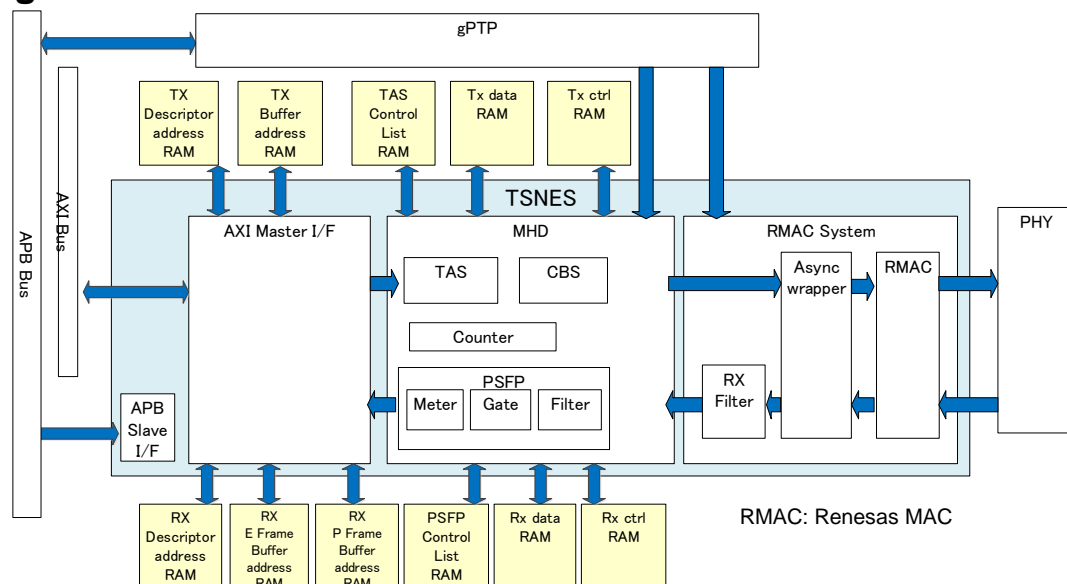 gPTP
TX
Descriptor
address
RAM
TX
Buffer
address
RAM
TAS
Control
List
RAM
Tx data
RAM
Tx ctrl
RAM
APB Bus
AXI Bus
TSNES
AXI Master I/F
MHD
RMAC System
PHY
TAS
CBS
Async
wrapper
RMAC
Counter
PSFP
Meter
Gate
Filter
RX
Filter
APB
Slave
I/F
RX
Descriptor
address
RAM
RX
E Frame
Buffer
address
RAM
RX
P Frame
Buffer
address
RAM
PSFP
Control
List
RAM
Rx data
RAM
Rx ctrl
RAM
RMAC: Renesas MAC